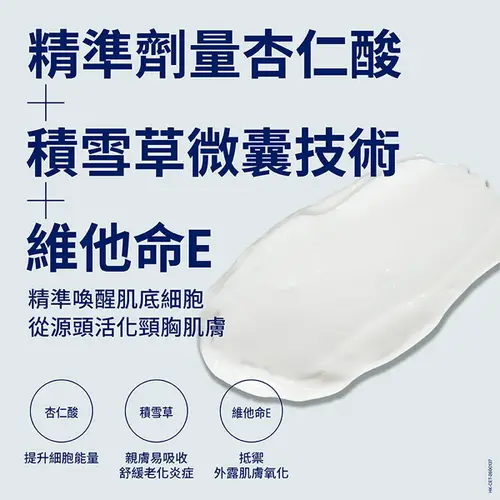 精準劑量杏仁酸
+
積雪草微囊技術
+
維他命E
精準喚醒肌底細胞
從源頭活化頸胸肌膚
杏仁酸
積雪草
維他命E
提升細胞能量
親膚易吸收
舒緩老化炎症
抵禦
外露肌膚氧化